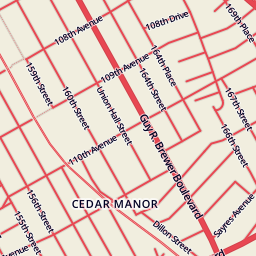 108th Drive
169th Place
108th Avenue
164th Place
109th Avenue
164th Street
159th Street
160th Street
Union Hall Street
167th Street
Guy R. Brewer Boulevard
166th Street
110th Avenue
CEDAR MANOR
156th Street
155th Street
Sayres Avenue
Dillon Street